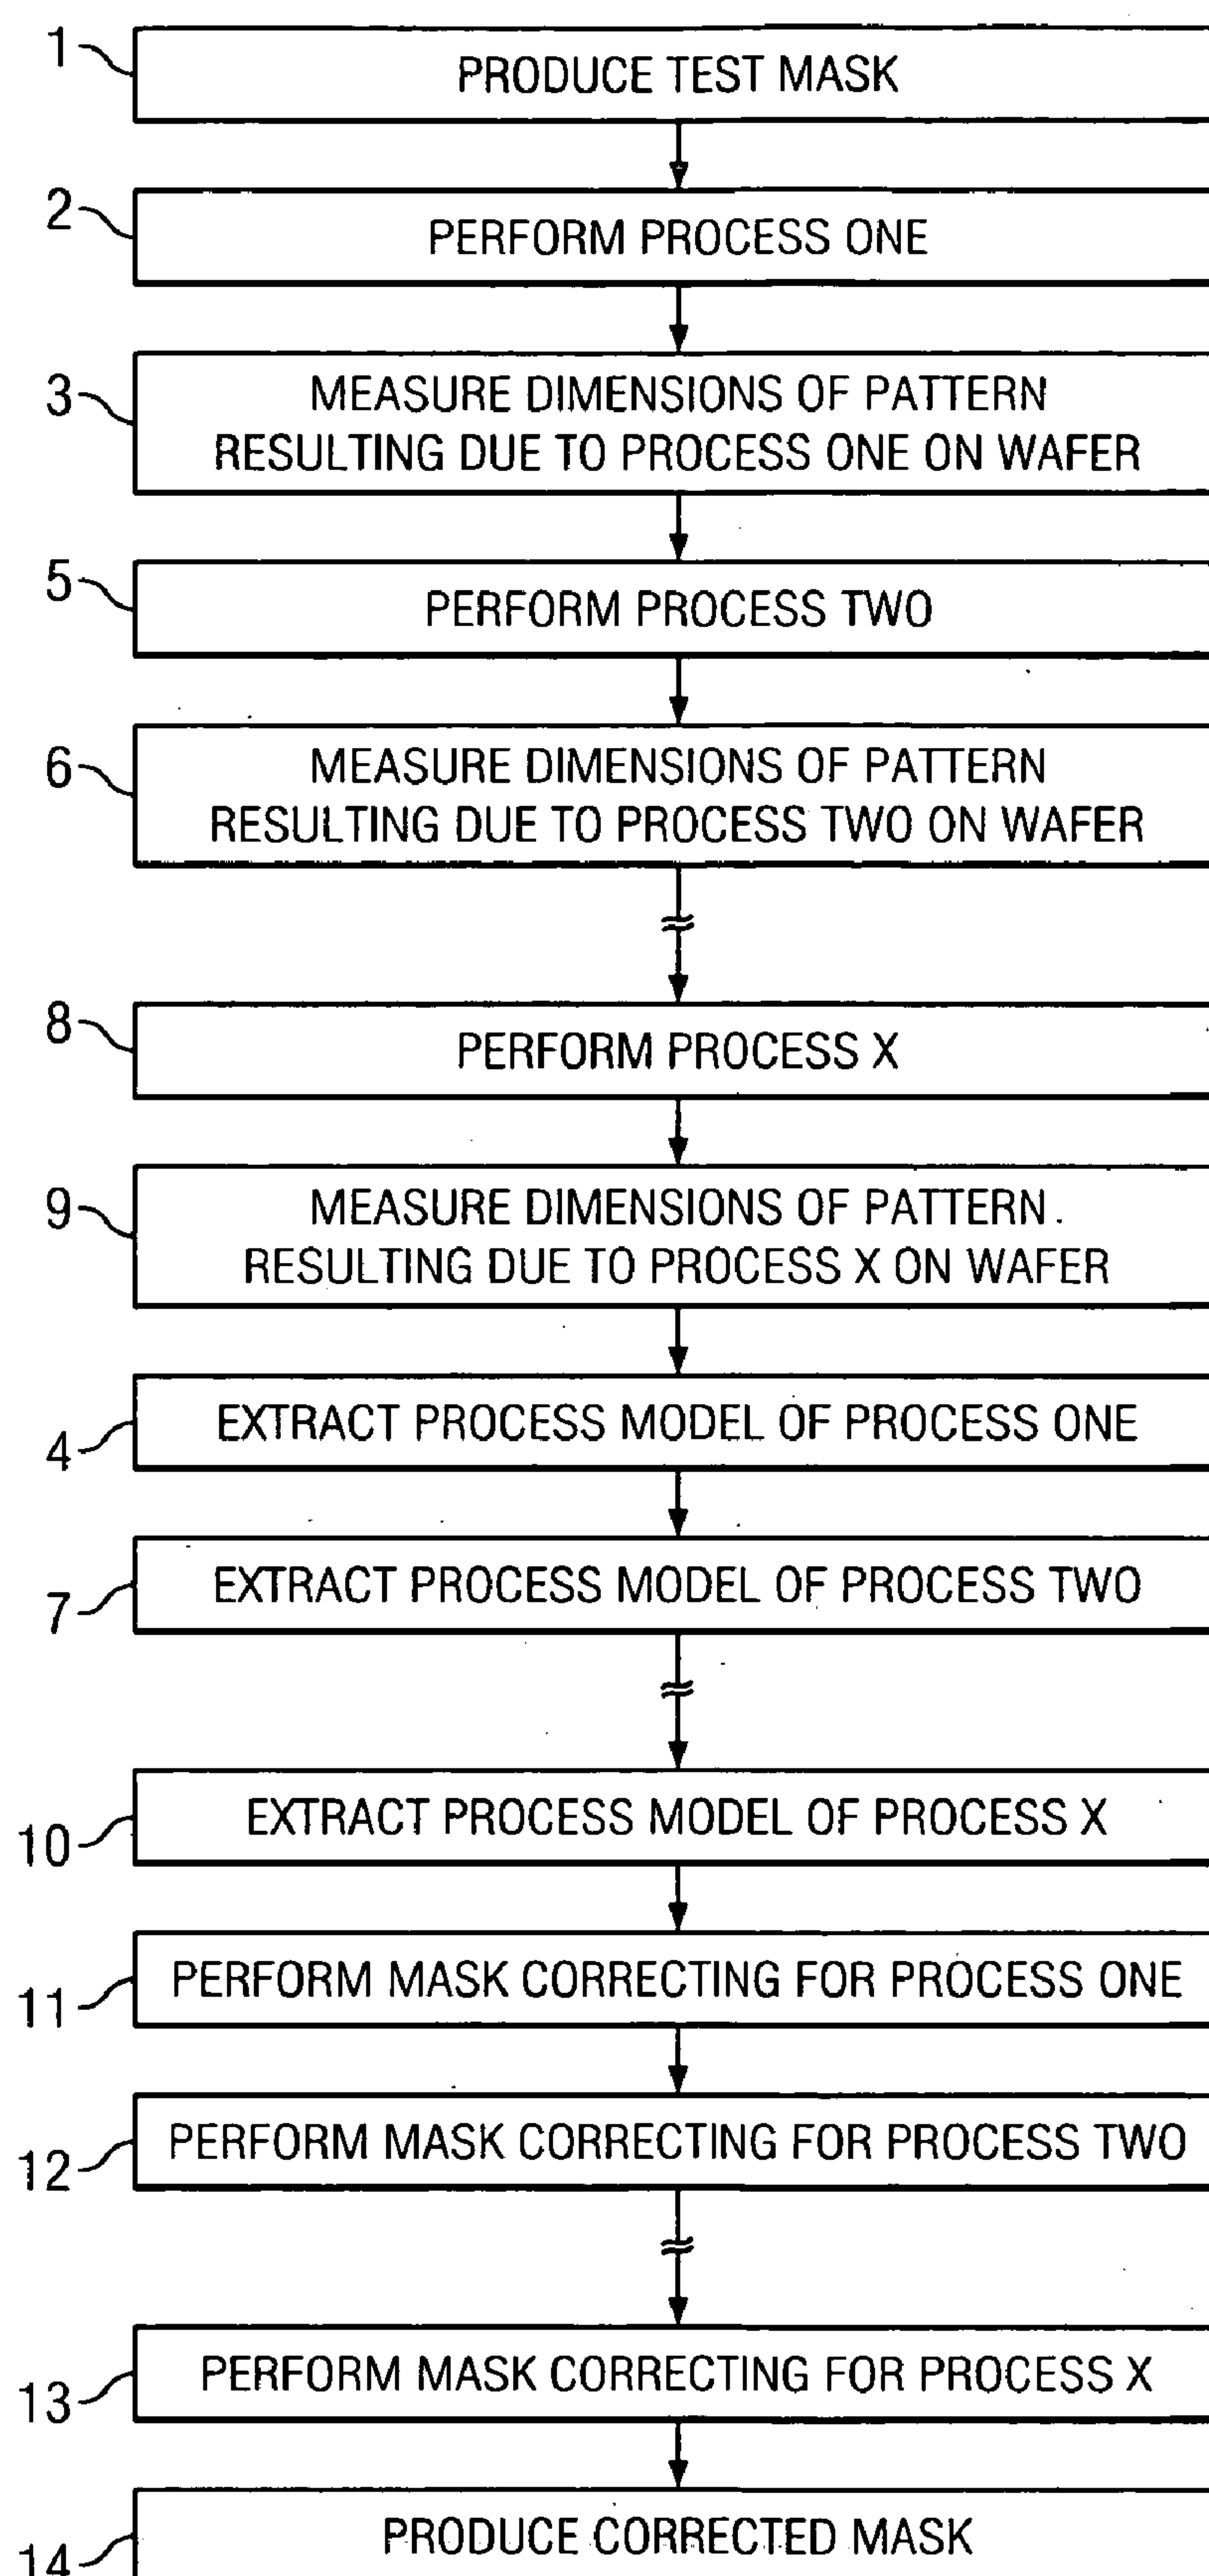 1
PRODUCE TEST MASK
2
PERFORM PROCESS ONE
3
MEASURE DIMENSIONS OF PATTERN
RESULTING DUE TO PROCESS ONE ON WAFER
5
PERFORM PROCESS TWO
6
MEASURE DIMENSIONS OF PATTERN
RESULTING DUE TO PROCESS TWO ON WAFER
8
PERFORM PROCESS X
9
MEASURE DIMENSIONS OF PATTERN
RESULTING DUE TO PROCESS X ON WAFER
4
EXTRACT PROCESS MODEL OF PROCESS ONE
7
EXTRACT PROCESS MODEL OF PROCESS TWO
10
EXTRACT PROCESS MODEL OF PROCESS X
11
PERFORM MASK CORRECTING FOR PROCESS ONE
12
PERFORM MASK CORRECTING FOR PROCESS TWO
13
PERFORM MASK CORRECTING FOR PROCESS X
14
PRODUCE CORRECTED MASK